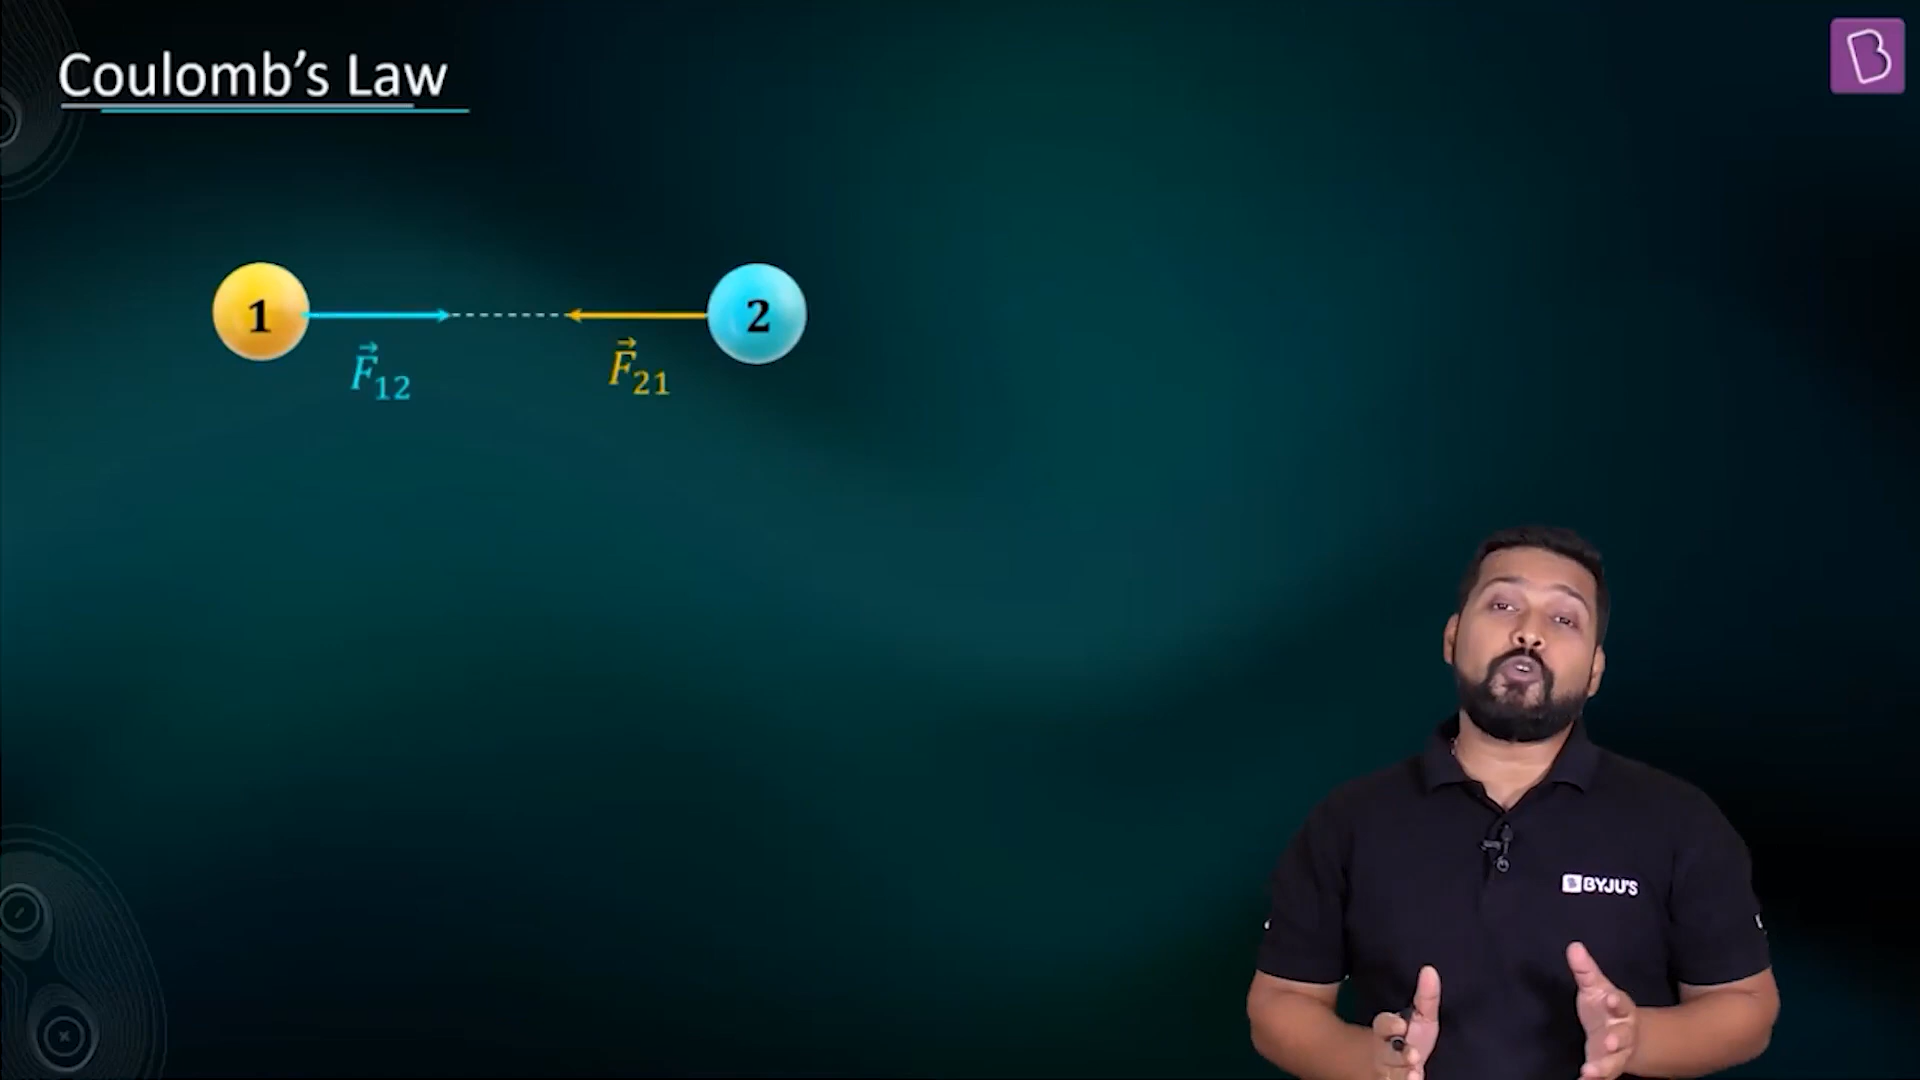 Coulomb's Law
B
1
2
F⃗₁₂
F⃗₂₁
BYJU'S